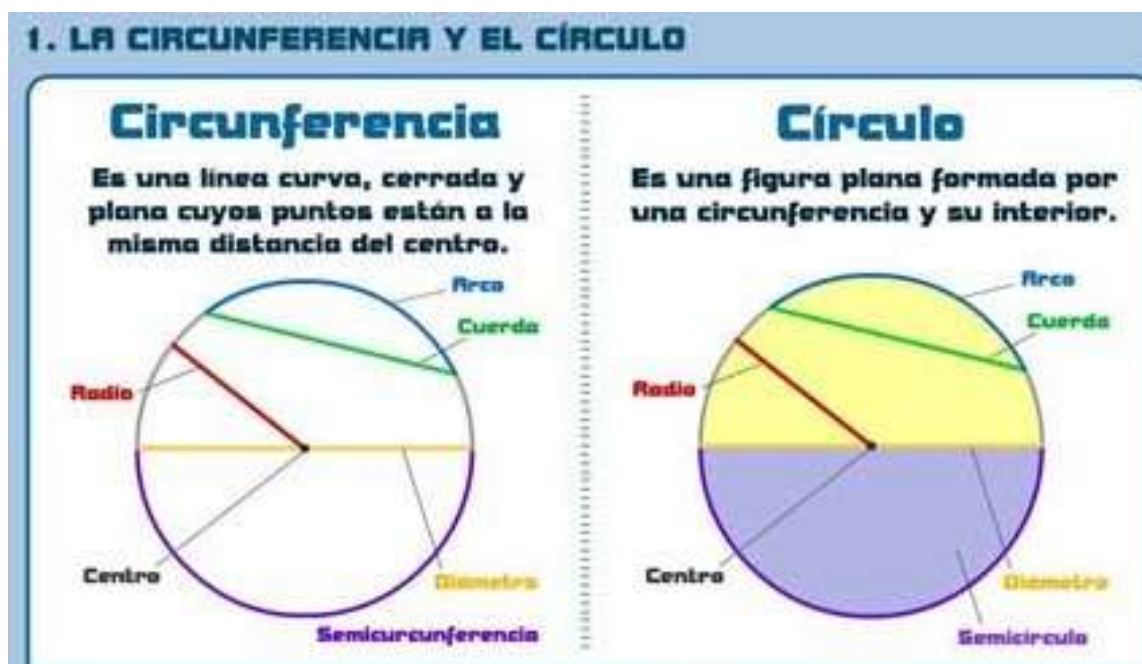 1. LA CIRCUNFERENCIA Y EL CÍRCULO
Circunferencia
Es una línea curva, cerrada y
plana cuyos puntos están a la
misma distancia del centro.
Arco
Cuerda
Radio
Centro
Diámetro
Semicurcunferencia
Círculo
Es una figura plana formada por
una circunferencia y su interior.
Arco
Cuerda
Radio
Centro
Diámetro
Semicírculo